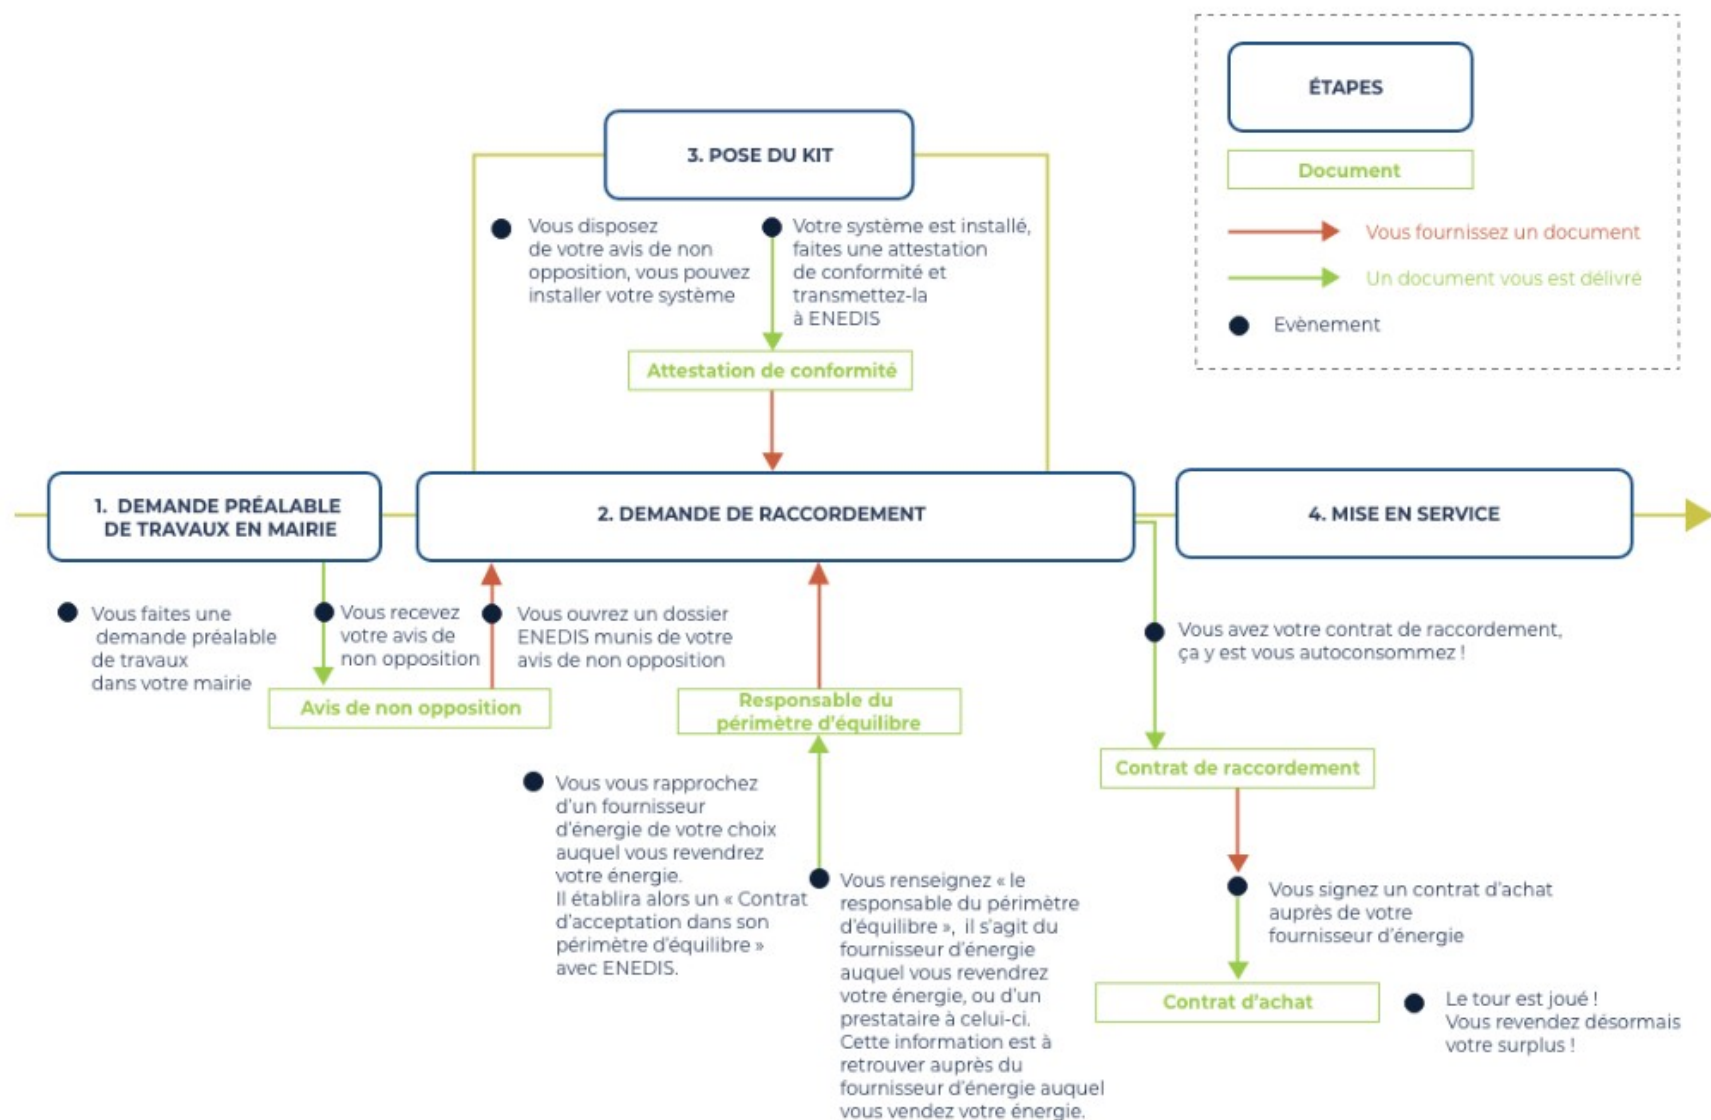 ÉTAPES
Document
Vous fournissez un document
Un document vous est délivré
Evènement
3. POSE DU KIT
Vous disposez
de votre avis de non
opposition, vous pouvez
installer votre système
Votre système est installé,
faites une attestation
de conformité et
transmettez-la
à ENEDIS
Attestation de conformité
1. DEMANDE PRÉALABLE
DE TRAVAUX EN MAIRIE
2. DEMANDE DE RACCORDEMENT
4. MISE EN SERVICE
Vous faites une
demande préalable
de travaux
dans votre mairie
Vous recevez
votre avis de
non opposition
Vous ouvrez un dossier
ENEDIS munis de votre
avis de non opposition
Avis de non opposition
Responsable du
périmètre d'équilibre
Vous vous rapprochez
d'un fournisseur
d'énergie de votre choix
auquel vous revendrez
votre énergie.
Il établira alors un « Contrat
d'acceptation dans son
périmètre d'équilibre »
avec ENEDIS.
Vous renseignez « le
responsable du périmètre
d'équilibre », il s'agit du
fournisseur d'énergie
auquel vous revendrez
votre énergie, ou d'un
prestataire à celui-ci.
Cette information est à
retrouver auprès du
fournisseur d'énergie auquel
vous vendez votre énergie.
Vous avez votre contrat de raccordement,
ça y est vous autoconsommez !
Contrat de raccordement
Vous signez un contrat d'achat
auprès de votre
fournisseur d'énergie
Contrat d'achat
Le tour est joué !
Vous revendez désormais
votre surplus !